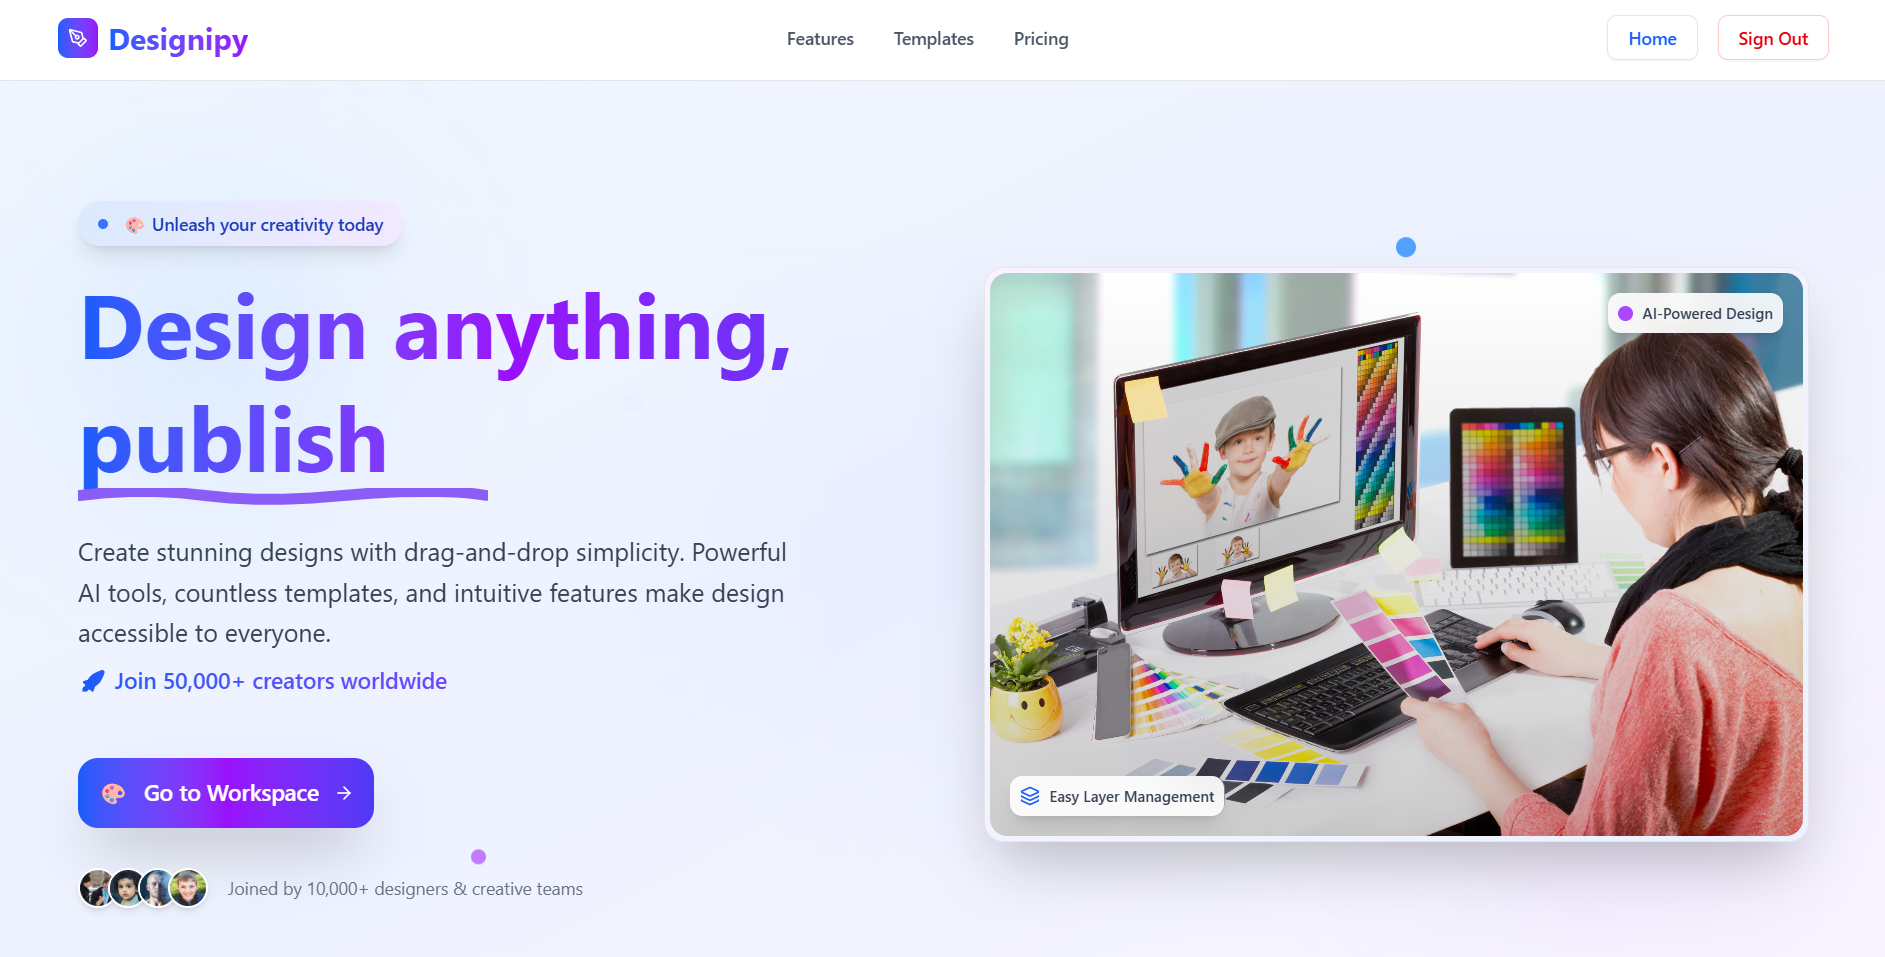 Designipy
Features
Templates
Pricing
Home
Sign Out
Unleash your creativity today
Design anything,
publish
Create stunning designs with drag-and-drop simplicity. Powerful
AI tools, countless templates, and intuitive features make design
accessible to everyone.
Join 50,000+ creators worldwide
Go to Workspace
Joined by 10,000+ designers & creative teams
AI-Powered Design
Easy Layer Management